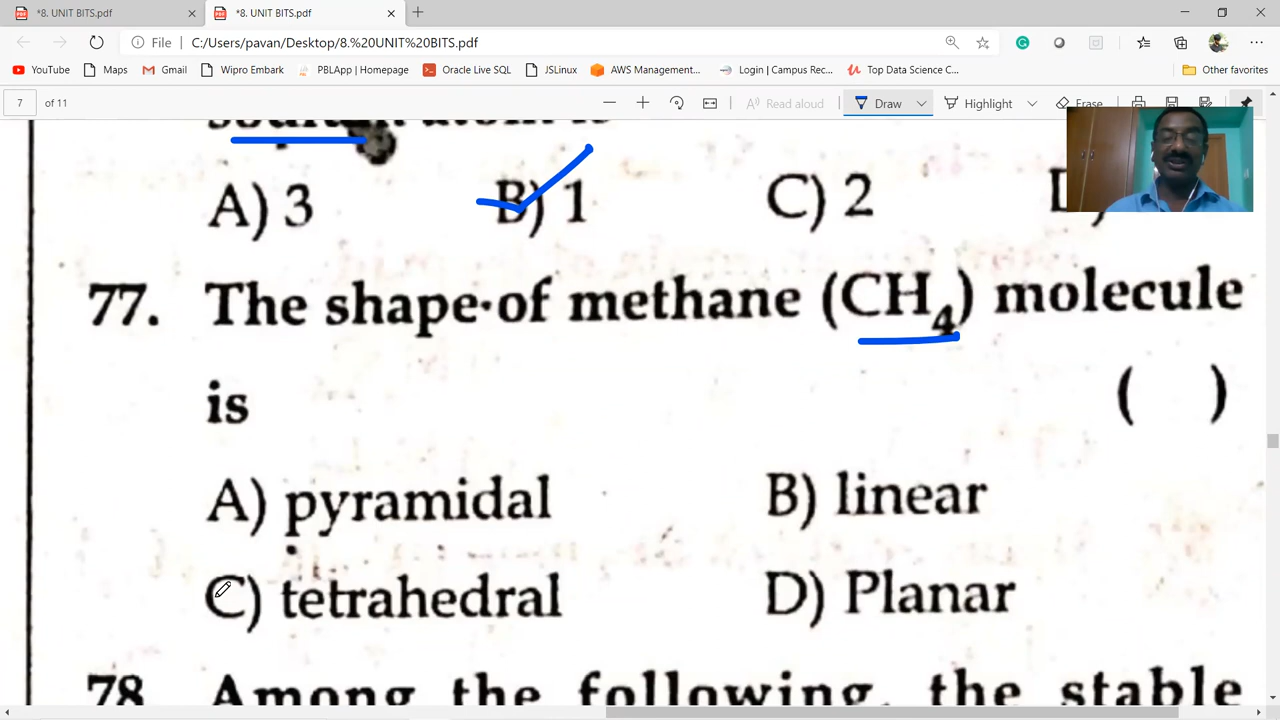 *8. UNIT BITS.pdf
*8. UNIT BITS.pdf
File
C:/Users/pavan/Desktop/8.%20UNIT%20BITS.pdf
YouTube
Maps
Gmail
Wipro Embark
PBLApp | Homepage
Oracle Live SQL
JSLinux
AWS Management...
Login | Campus Rec...
Top Data Science C...
Other favorites
7 of 11
Read aloud
Draw
Highlight
Erase
sodium atom is
A) 3 B) 1 C) 2
77. The shape of methane (CH4) molecule
is ( )
A) pyramidal B) linear
C) tetrahedral D) Planar
78. Among the following, the stable